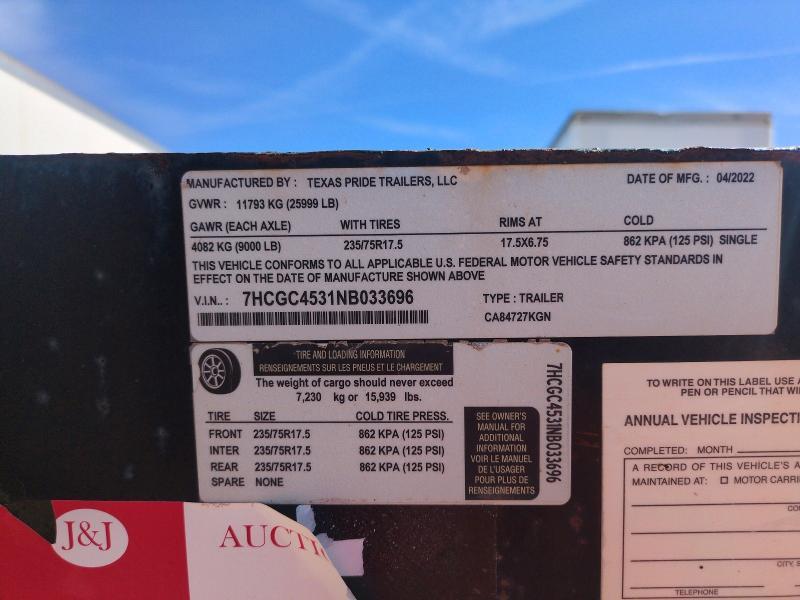 MANUFACTURED BY : TEXAS PRIDE TRAILERS, LLC DATE OF MFG. : 04/2022
GVWR : 11793 KG (25999 LB)
GAWR (EACH AXLE) WITH TIRES RIMS AT COLD
4082 KG (9000 LB) 235/75R17.5 17.5X6.75 862 KPA (125 PSI) SINGLE
THIS VEHICLE CONFORMS TO ALL APPLICABLE U.S. FEDERAL MOTOR VEHICLE SAFETY STANDARDS IN
EFFECT ON THE DATE OF MANUFACTURE SHOWN ABOVE
V.I.N.. : 7HCGC4531NB033696 TYPE : TRAILER
CA84727KGN
TIRE AND LOADING INFORMATION
RENSEIGNEMENTS SUR LES PNEUS ET LE CHARGEMENT
The weight of cargo should never exceed
7,230 kg or 15,939 lbs.
TIRE SIZE COLD TIRE PRESS.
FRONT 235/75R17.5 862 KPA (125 PSI)
INTER 235/75R17.5 862 KPA (125 PSI)
REAR 235/75R17.5 862 KPA (125 PSI)
SPARE NONE
SEE OWNER'S
MANUAL FOR
ADDITIONAL
INFORMATION
VOIR LE MANUEL
DE L'USAGER
POUR PLUS DE
RENSEIGNEMENTS
7HCGC4531NB033696
TO WRITE ON THIS LABEL USE A
PEN OR PENCIL THAT WI
ANNUAL VEHICLE INSPECTI
COMPLETED: MONTH
A RECORD OF THIS VEHICLE'S A
MAINTAINED AT: MOTOR CARRI
CO
CITY, S
TELEPHONE
J&J
AUCTI